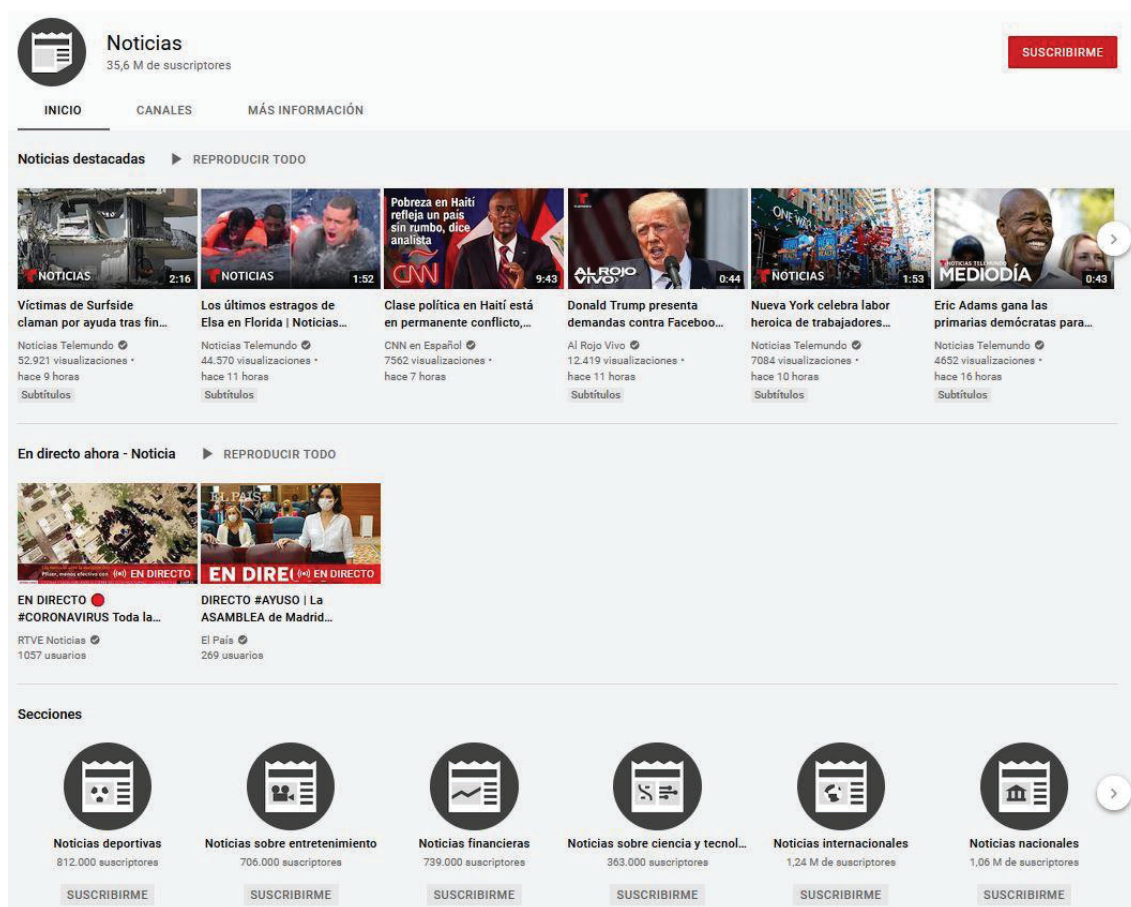 Noticias
35,6 M de suscriptores
SUSCRIBIRME
INICIO CANALES MÁS INFORMACIÓN
Noticias destacadas REPRODUCIR TODO
NOTICIAS 2:16
NOTICIAS 1:52
Pobreza en Haití
refleja un país
sin rumbo, dice
analista
CNN 9:43
AL ROJO
VIVO 0:44
ONE WAY
NOTICIAS 1:53
NOTICIAS TELEMUNDO
MEDIODÍA 0:43
Víctimas de Surfside
claman por ayuda tras fin...
Noticias Telemundo
52.921 visualizaciones •
hace 9 horas
Subtítulos
Los últimos estragos de
Elsa en Florida | Noticias...
Noticias Telemundo
44.570 visualizaciones •
hace 11 horas
Subtítulos
Clase política en Haití está
en permanente conflicto,...
CNN en Español
7562 visualizaciones •
hace 7 horas
Donald Trump presenta
demandas contra Faceboo...
Al Rojo Vivo
12.419 visualizaciones •
hace 11 horas
Subtítulos
Nueva York celebra labor
heroica de trabajadores...
Noticias Telemundo
7084 visualizaciones •
hace 10 horas
Subtítulos
Eric Adams gana las
primarias demócratas para...
Noticias Telemundo
4652 visualizaciones •
hace 16 horas
Subtítulos
En directo ahora - Noticia REPRODUCIR TODO
Pfizer, menos efectivo con EN DIRECTO
EL PAÍS
EN DIRE EN DIRECTO
EN DIRECTO
#CORONAVIRUS Toda la...
RTVE Noticias
1057 usuarios
DIRECTO #AYUSO | La
ASAMBLEA de Madrid...
El País
269 usuarios
Secciones
Noticias deportivas
812.000 suscriptores
SUSCRIBIRME
Noticias sobre entretenimiento
706.000 suscriptores
SUSCRIBIRME
Noticias financieras
739.000 suscriptores
SUSCRIBIRME
Noticias sobre ciencia y tecnol...
363.000 suscriptores
SUSCRIBIRME
Noticias internacionales
1,24 M de suscriptores
SUSCRIBIRME
Noticias nacionales
1,06 M de suscriptores
SUSCRIBIRME